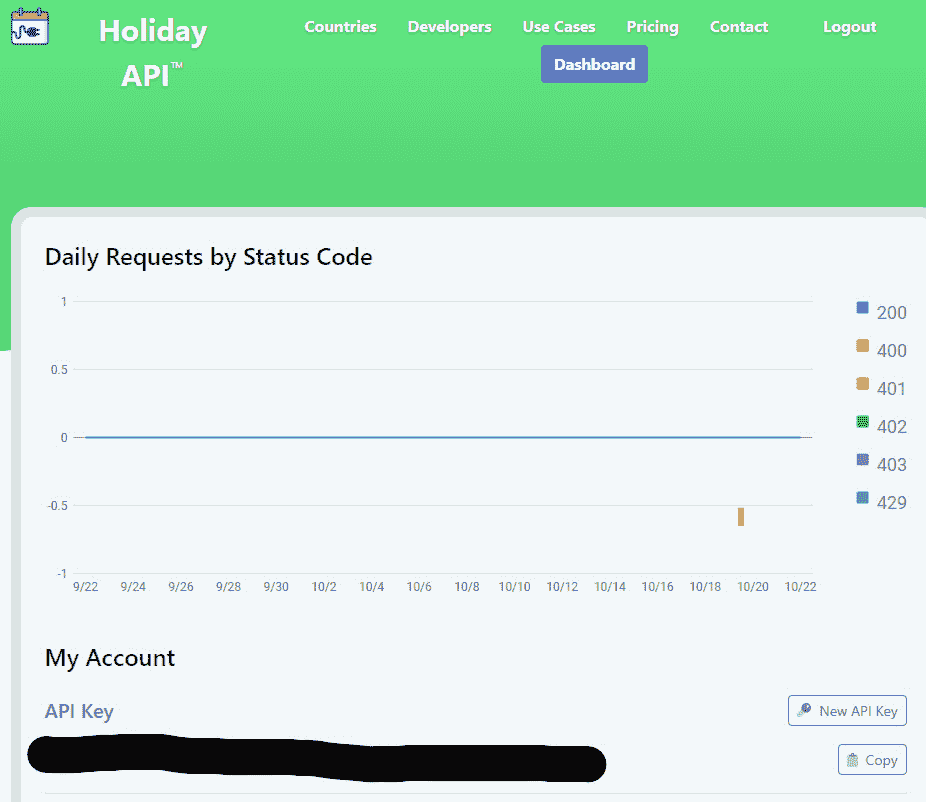 Holiday
API™
Countries Developers Use Cases Pricing Contact Logout
Dashboard
Daily Requests by Status Code
1
0.5
0
-0.5
-1
9/22 9/24 9/26 9/28 9/30 10/2 10/4 10/6 10/8 10/10 10/12 10/14 10/16 10/18 10/20 10/22
200
400
401
402
403
429
My Account
API Key
New API Key
Copy